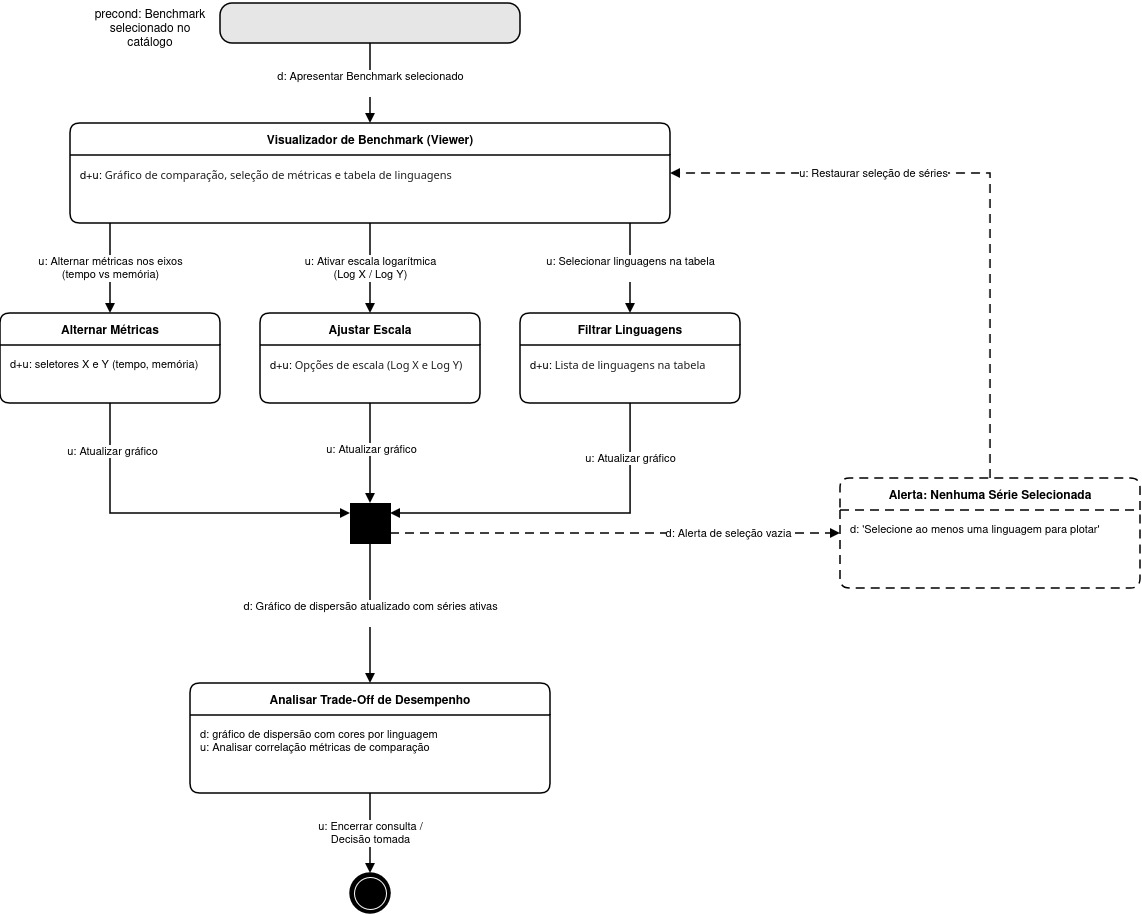 precond: Benchmark
selecionado no
catálogo
d: Apresentar Benchmark selecionado
Visualizador de Benchmark (Viewer)
d+u: Gráfico de comparação, seleção de métricas e tabela de linguagens
u: Restaurar seleção de séries
u: Alternar métricas nos eixos
(tempo vs memória)
u: Ativar escala logarítmica
(Log X / Log Y)
u: Selecionar linguagens na tabela
Alternar Métricas
d+u: seletores X e Y (tempo, memória)
Ajustar Escala
d+u: Opções de escala (Log X e Log Y)
Filtrar Linguagens
d+u: Lista de linguagens na tabela
u: Atualizar gráfico
u: Atualizar gráfico
u: Atualizar gráfico
Alerta: Nenhuma Série Selecionada
d: 'Selecione ao menos uma linguagem para plotar'
d: Alerta de seleção vazia
d: Gráfico de dispersão atualizado com séries ativas
Analisar Trade-Off de Desempenho
d: gráfico de dispersão com cores por linguagem
u: Analisar correlação métricas de comparação
u: Encerrar consulta /
Decisão tomada